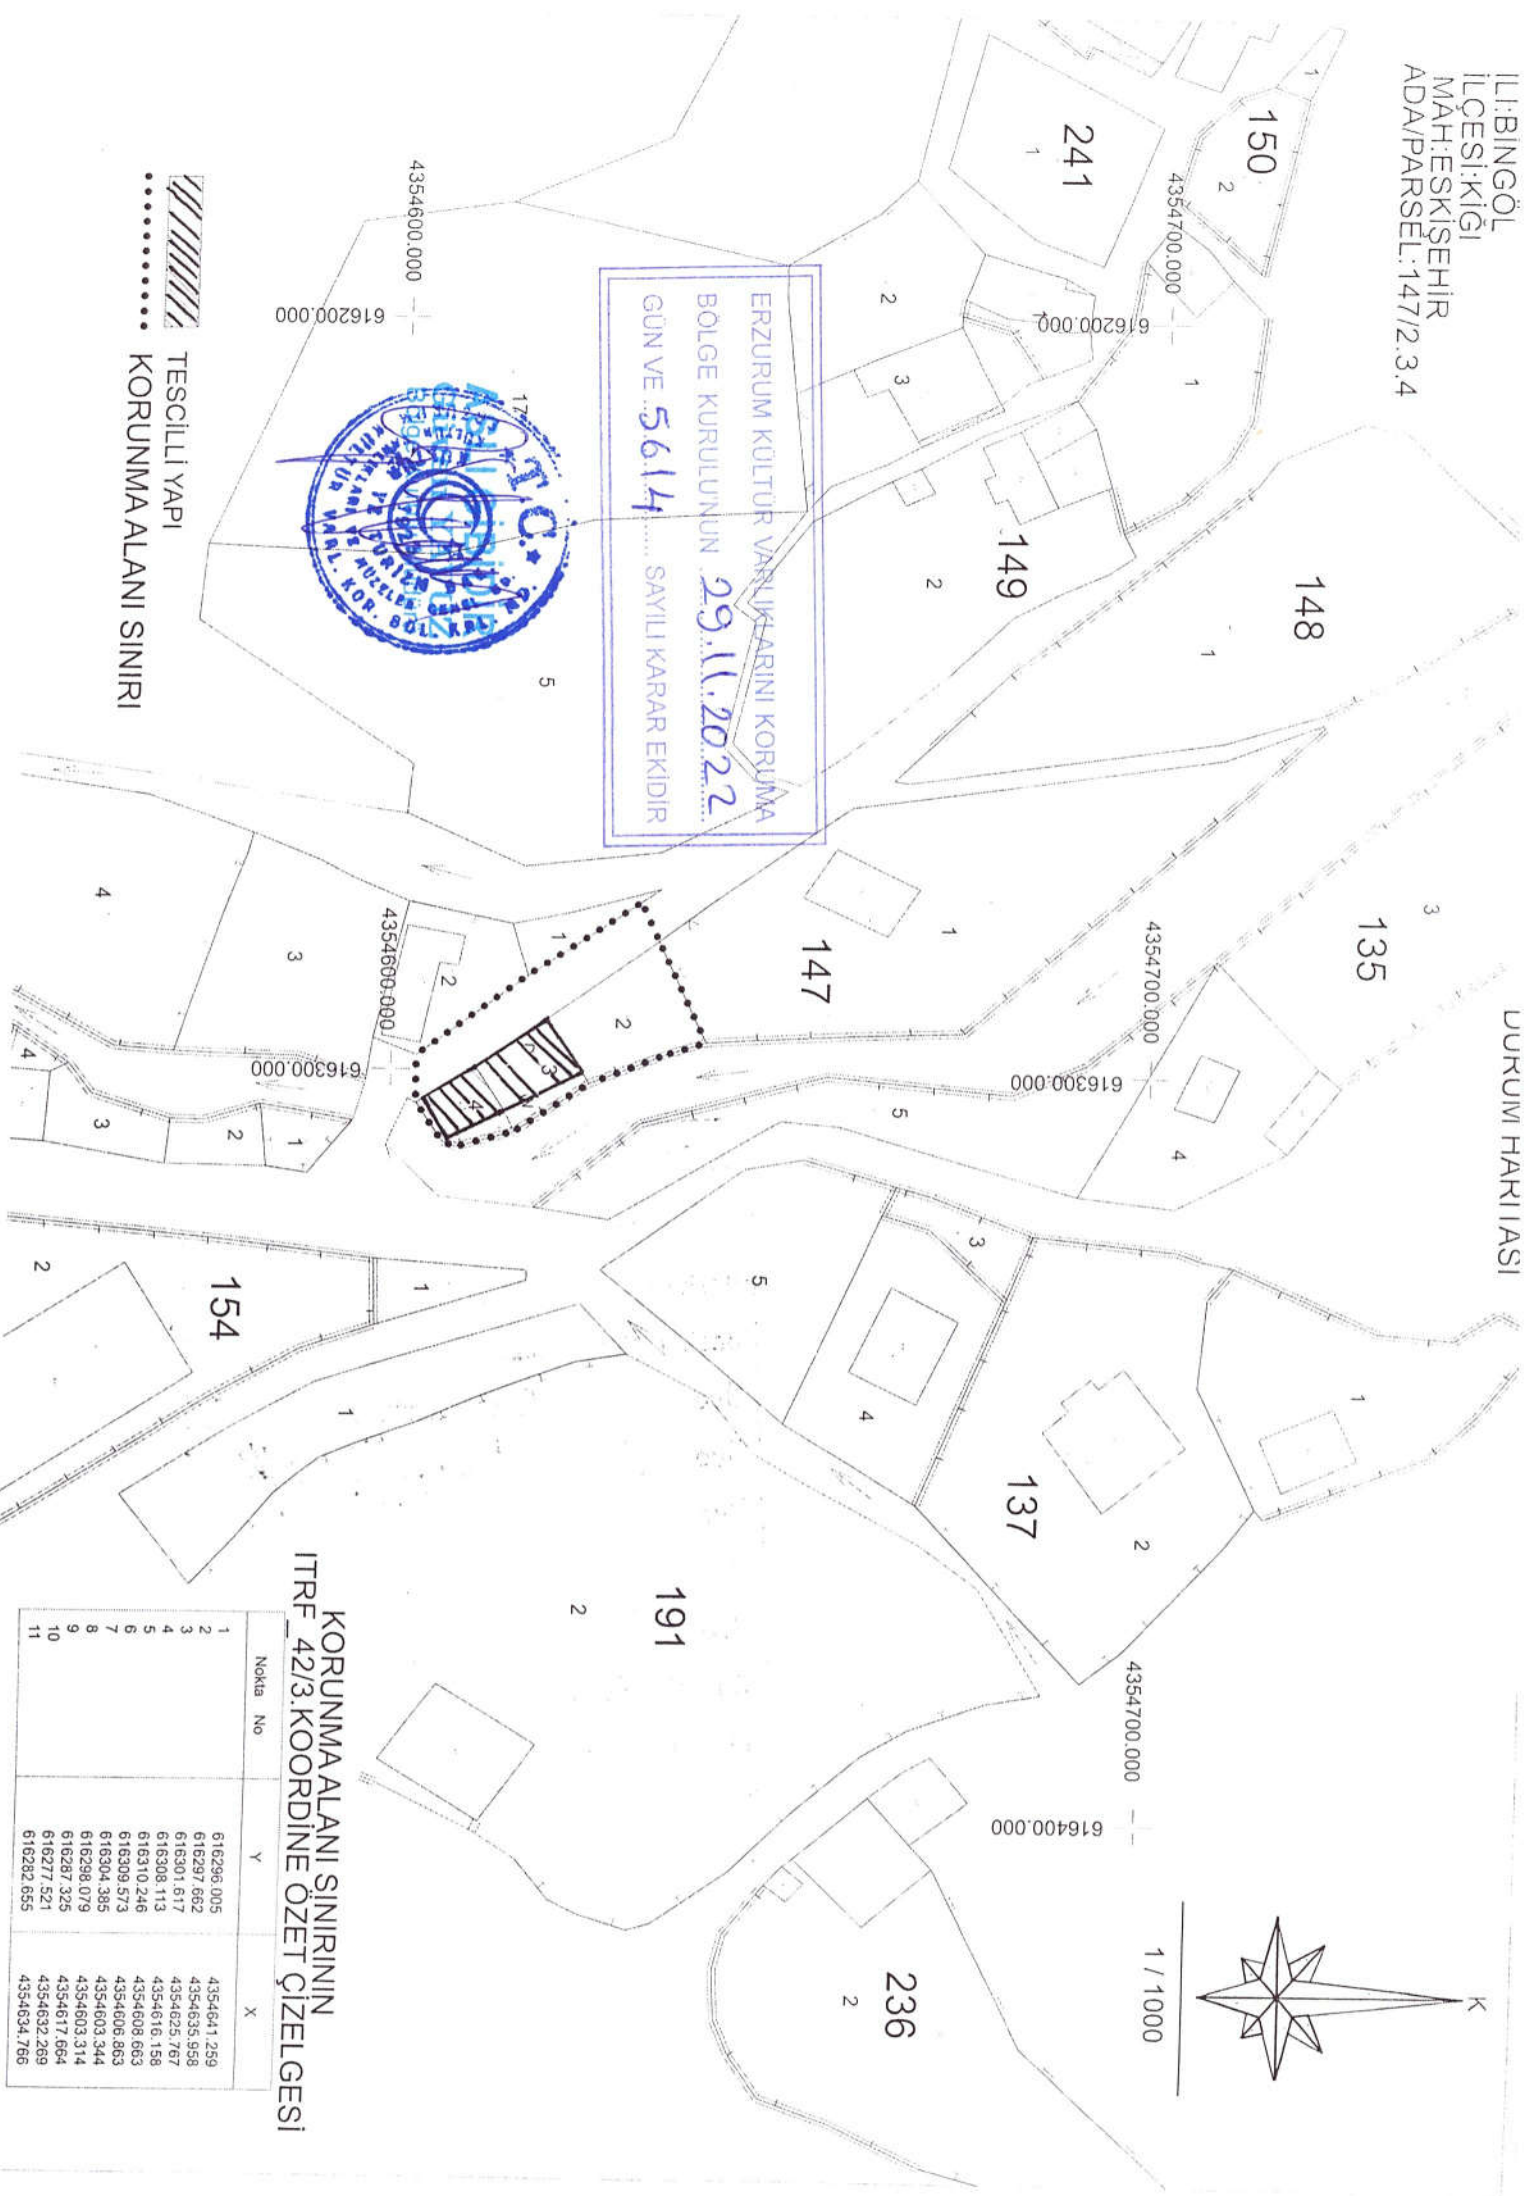 İLİ:BİNGÖL
İLÇESİ:KİĞI
MAH:ESKİŞEHİR
ADA/PARSEL:147/2.3.4
DURUM HARİTASI
K
1 / 1000
150
1
2
241
1
4354700.000
616200.000
1
2
3
149
2
148
1
135
3
4354700.000
616300.000
4
5
147
1
2
3
4
1
2
3
4
4354600.000
616300.000
4354600.000
616200.000
5
ERZURUM KÜLTÜR VARLIKLARINI KORUMA
BÖLGE KURULU'NUN 29.11.2022
GÜN VE 5614 SAYILI KARAR EKİDİR
T.C.
TESCİLLİ YAPI
KORUNMA ALANI SINIRI
1
2
3
4
154
1
2
1
137
1
2
3
4
5
191
2
4354700.000
616400.000
236
2
KORUNMA ALANI SINIRININ
ITRF_42/3.KOORDİNE ÖZET ÇİZELGESİ
Nokta No Y X
1 616296.005 4354641.259
2 616297.662 4354635.958
3 616301.617 4354625.767
4 616308.113 4354616.158
5 616310.246 4354608.663
6 616309.573 4354606.863
7 616304.385 4354603.344
8 616298.079 4354603.314
9 616287.325 4354617.664
10 616277.521 4354632.269
11 616282.655 4354634.766